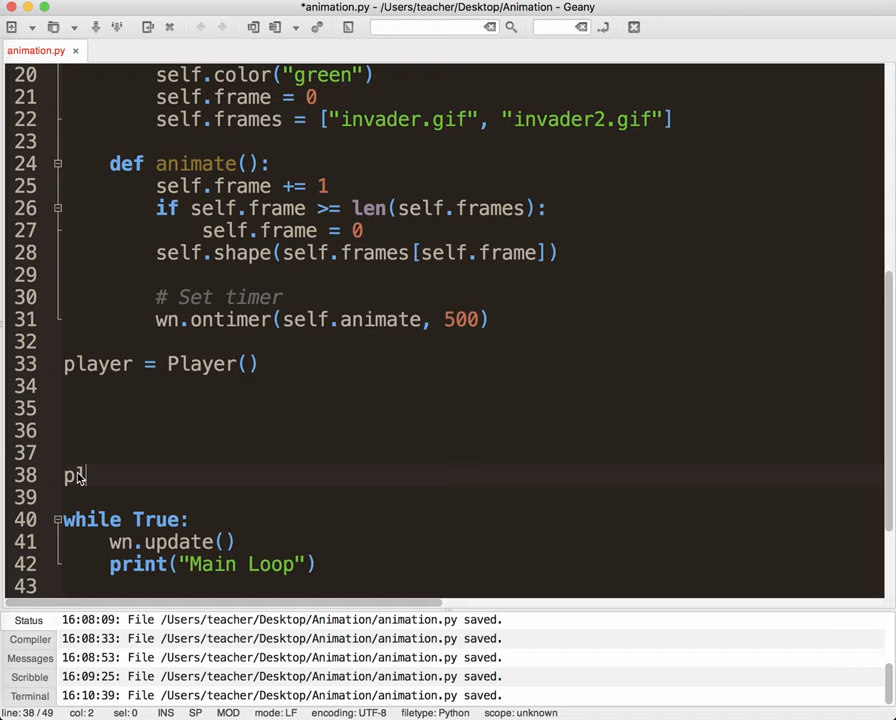 *animation.py - /Users/teacher/Desktop/Animation - Geany
animation.py ×
20 self.color("green")
21 self.frame = 0
22 self.frames = ["invader.gif", "invader2.gif"]
23
24 def animate():
25 self.frame += 1
26 if self.frame >= len(self.frames):
27 self.frame = 0
28 self.shape(self.frames[self.frame])
29
30 # Set timer
31 wn.ontimer(self.animate, 500)
32
33 player = Player()
34
35
36
37
38 pl
39
40 while True:
41 wn.update()
42 print("Main Loop")
43
Status
Compiler
Messages
Scribble
Terminal
16:08:09: File /Users/teacher/Desktop/Animation/animation.py saved.
16:08:33: File /Users/teacher/Desktop/Animation/animation.py saved.
16:08:53: File /Users/teacher/Desktop/Animation/animation.py saved.
16:09:25: File /Users/teacher/Desktop/Animation/animation.py saved.
16:10:39: File /Users/teacher/Desktop/Animation/animation.py saved.
line: 38 / 49 col: 2 sel: 0 INS SP MOD mode: LF encoding: UTF-8 filetype: Python scope: unknown